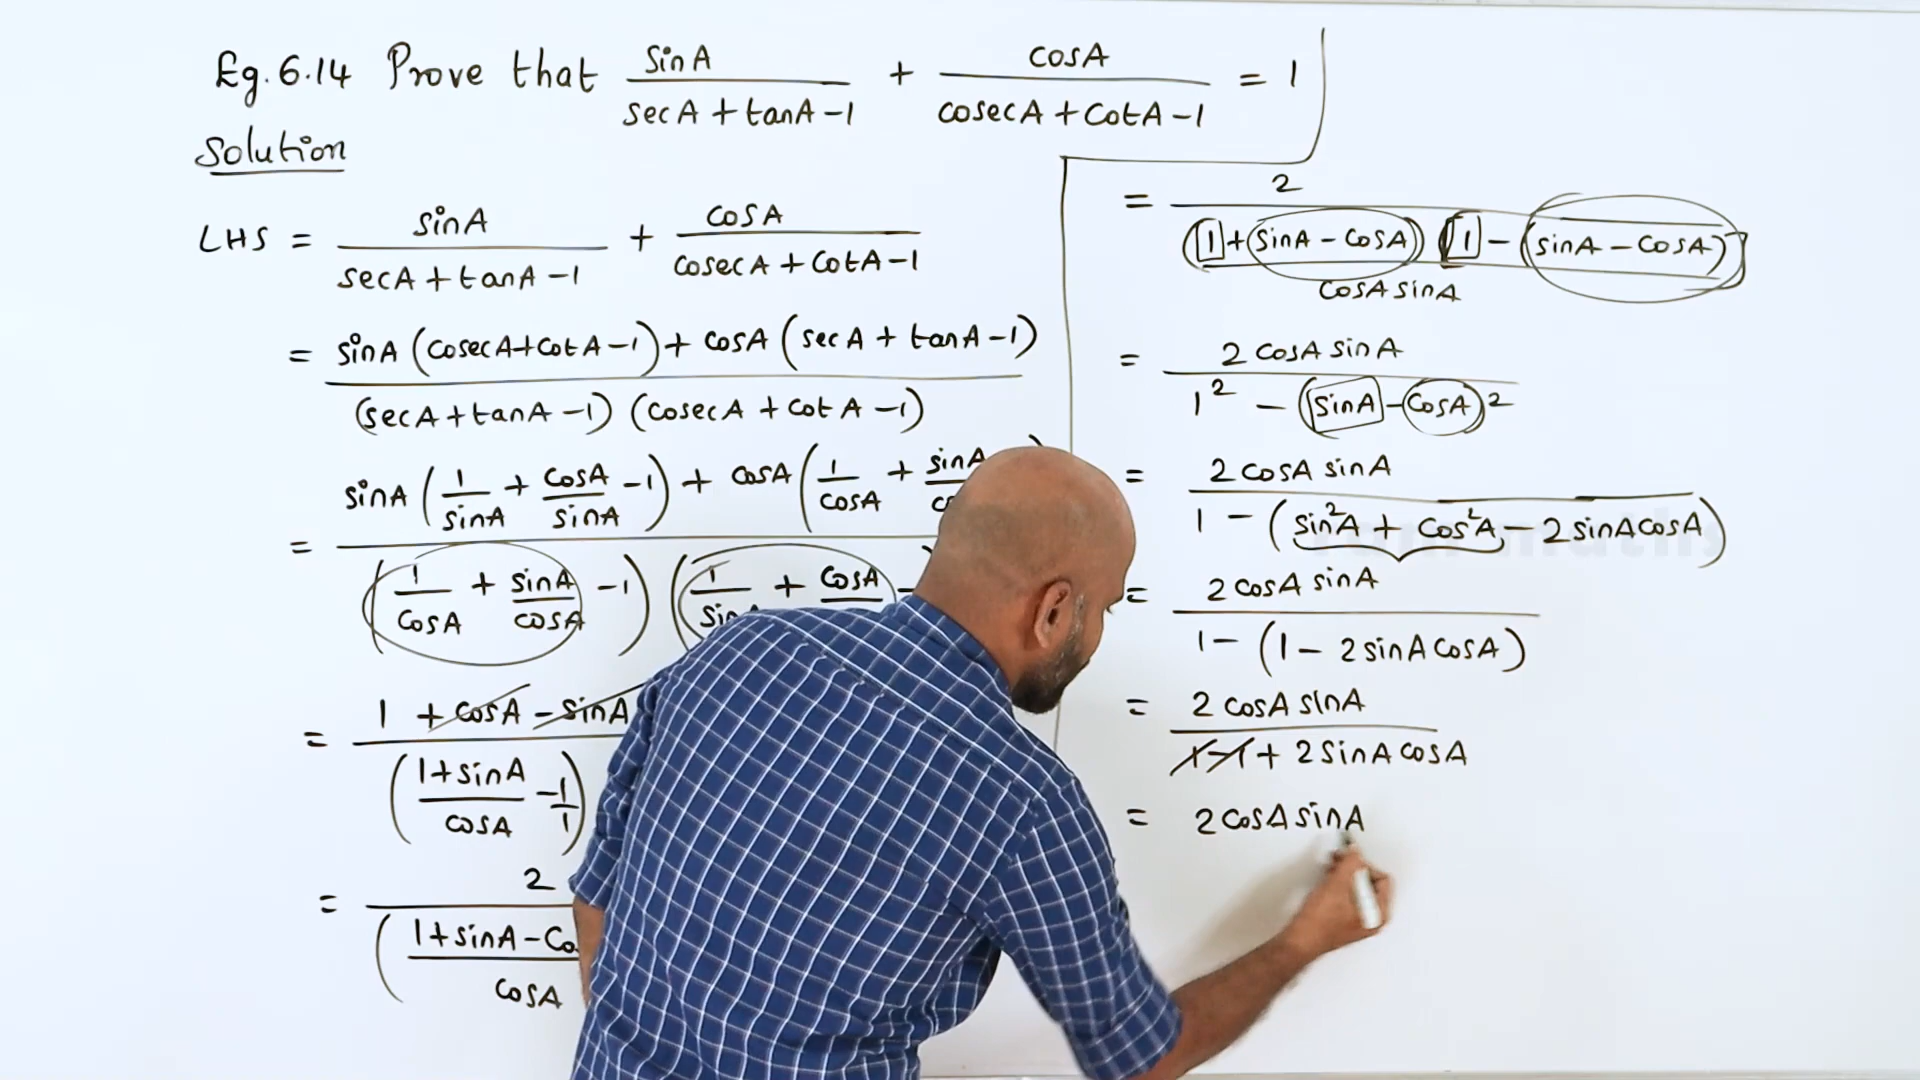 Eg. 6.14 Prove that sinA/(secA + tanA - 1) + cosA/(cosecA + cotA - 1) = 1
Solution
LHS = sinA/(secA + tanA - 1) + cosA/(cosecA + cotA - 1)
= (sinA (cosecA + cotA - 1) + cosA (secA + tanA - 1))/((secA + tanA - 1) (cosecA + cotA - 1))
= (sinA (1/sinA + cosA/sinA - 1) + cosA (1/cosA + sinA/
(1/cosA + sinA/cosA - 1) (1/ + cosA/
= 1 + cosA - sinA
((1 + sinA)/cosA - 1/1)
= 2
(1 + sinA -
cosA
= 2/((1 + (sinA - cosA)) [1 - (sinA - cosA)]/cosA sinA)
= 2 cosA sinA/(1² - (sinA - cosA)²)
= 2 cosA sinA/(1 - (sin²A + cos²A - 2 sinA cosA))
= 2 cosA sinA/(1 - (1 - 2 sinA cosA))
= 2 cosA sinA/(1 - 1 + 2 sinA cosA)
= 2 cosA sinA